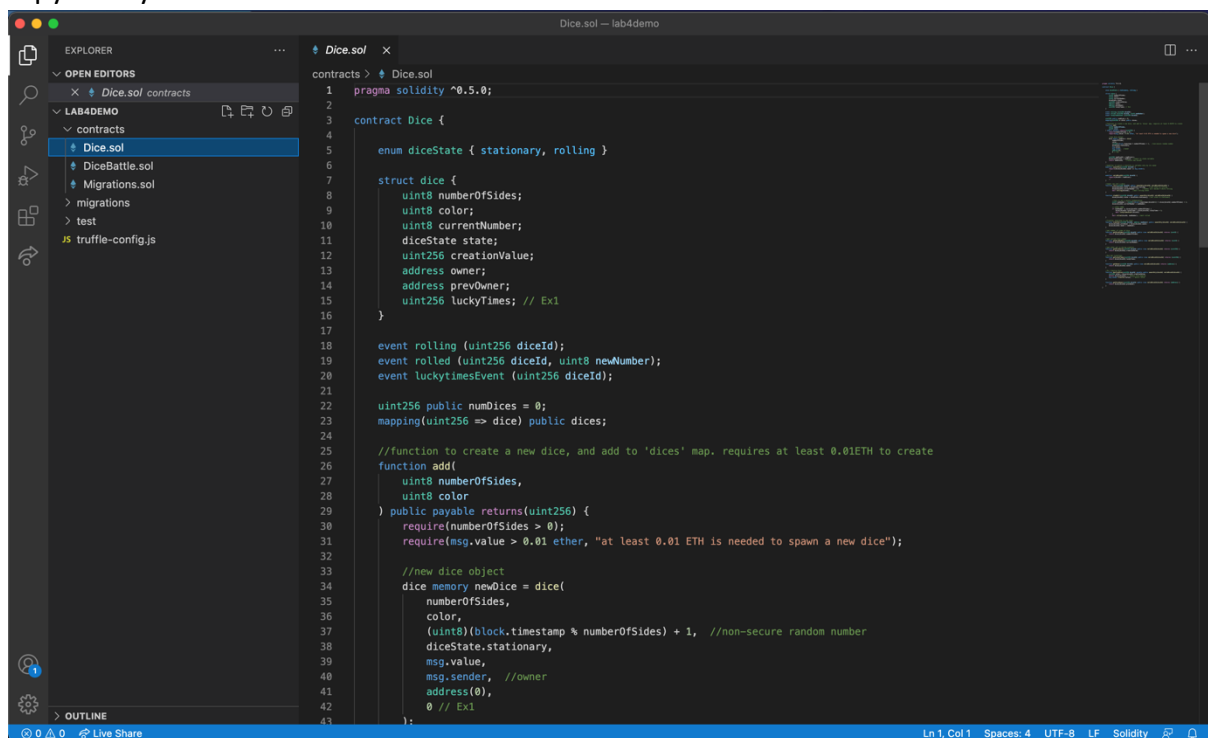 Dice.sol — lab4demo
EXPLORER
Dice.sol
OPEN EDITORS
Dice.sol contracts
LAB4DEMO
contracts
Dice.sol
DiceBattle.sol
Migrations.sol
migrations
test
JS truffle-config.js
OUTLINE
contracts > Dice.sol
1 pragma solidity ^0.5.0;
2
3 contract Dice {
4
5 enum diceState { stationary, rolling }
6
7 struct dice {
8 uint8 numberOfSides;
9 uint8 color;
10 uint8 currentNumber;
11 diceState state;
12 uint256 creationValue;
13 address owner;
14 address prevOwner;
15 uint256 luckyTimes; // Ex1
16 }
17
18 event rolling (uint256 diceId);
19 event rolled (uint256 diceId, uint8 newNumber);
20 event luckytimesEvent (uint256 diceId);
21
22 uint256 public numDices = 0;
23 mapping(uint256 => dice) public dices;
24
25 //function to create a new dice, and add to 'dices' map. requires at least 0.01ETH to create
26 function add(
27 uint8 numberOfSides,
28 uint8 color
29 ) public payable returns(uint256) {
30 require(numberOfSides > 0);
31 require(msg.value > 0.01 ether, "at least 0.01 ETH is needed to spawn a new dice");
32
33 //new dice object
34 dice memory newDice = dice(
35 numberOfSides,
36 color,
37 (uint8)(block.timestamp % numberOfSides) + 1, //non-secure random number
38 diceState.stationary,
39 msg.value,
40 msg.sender, //owner
41 address(0),
42 0 // Ex1
43 );
1
0 0 Live Share
Ln 1, Col 1 Spaces: 4 UTF-8 LF Solidity